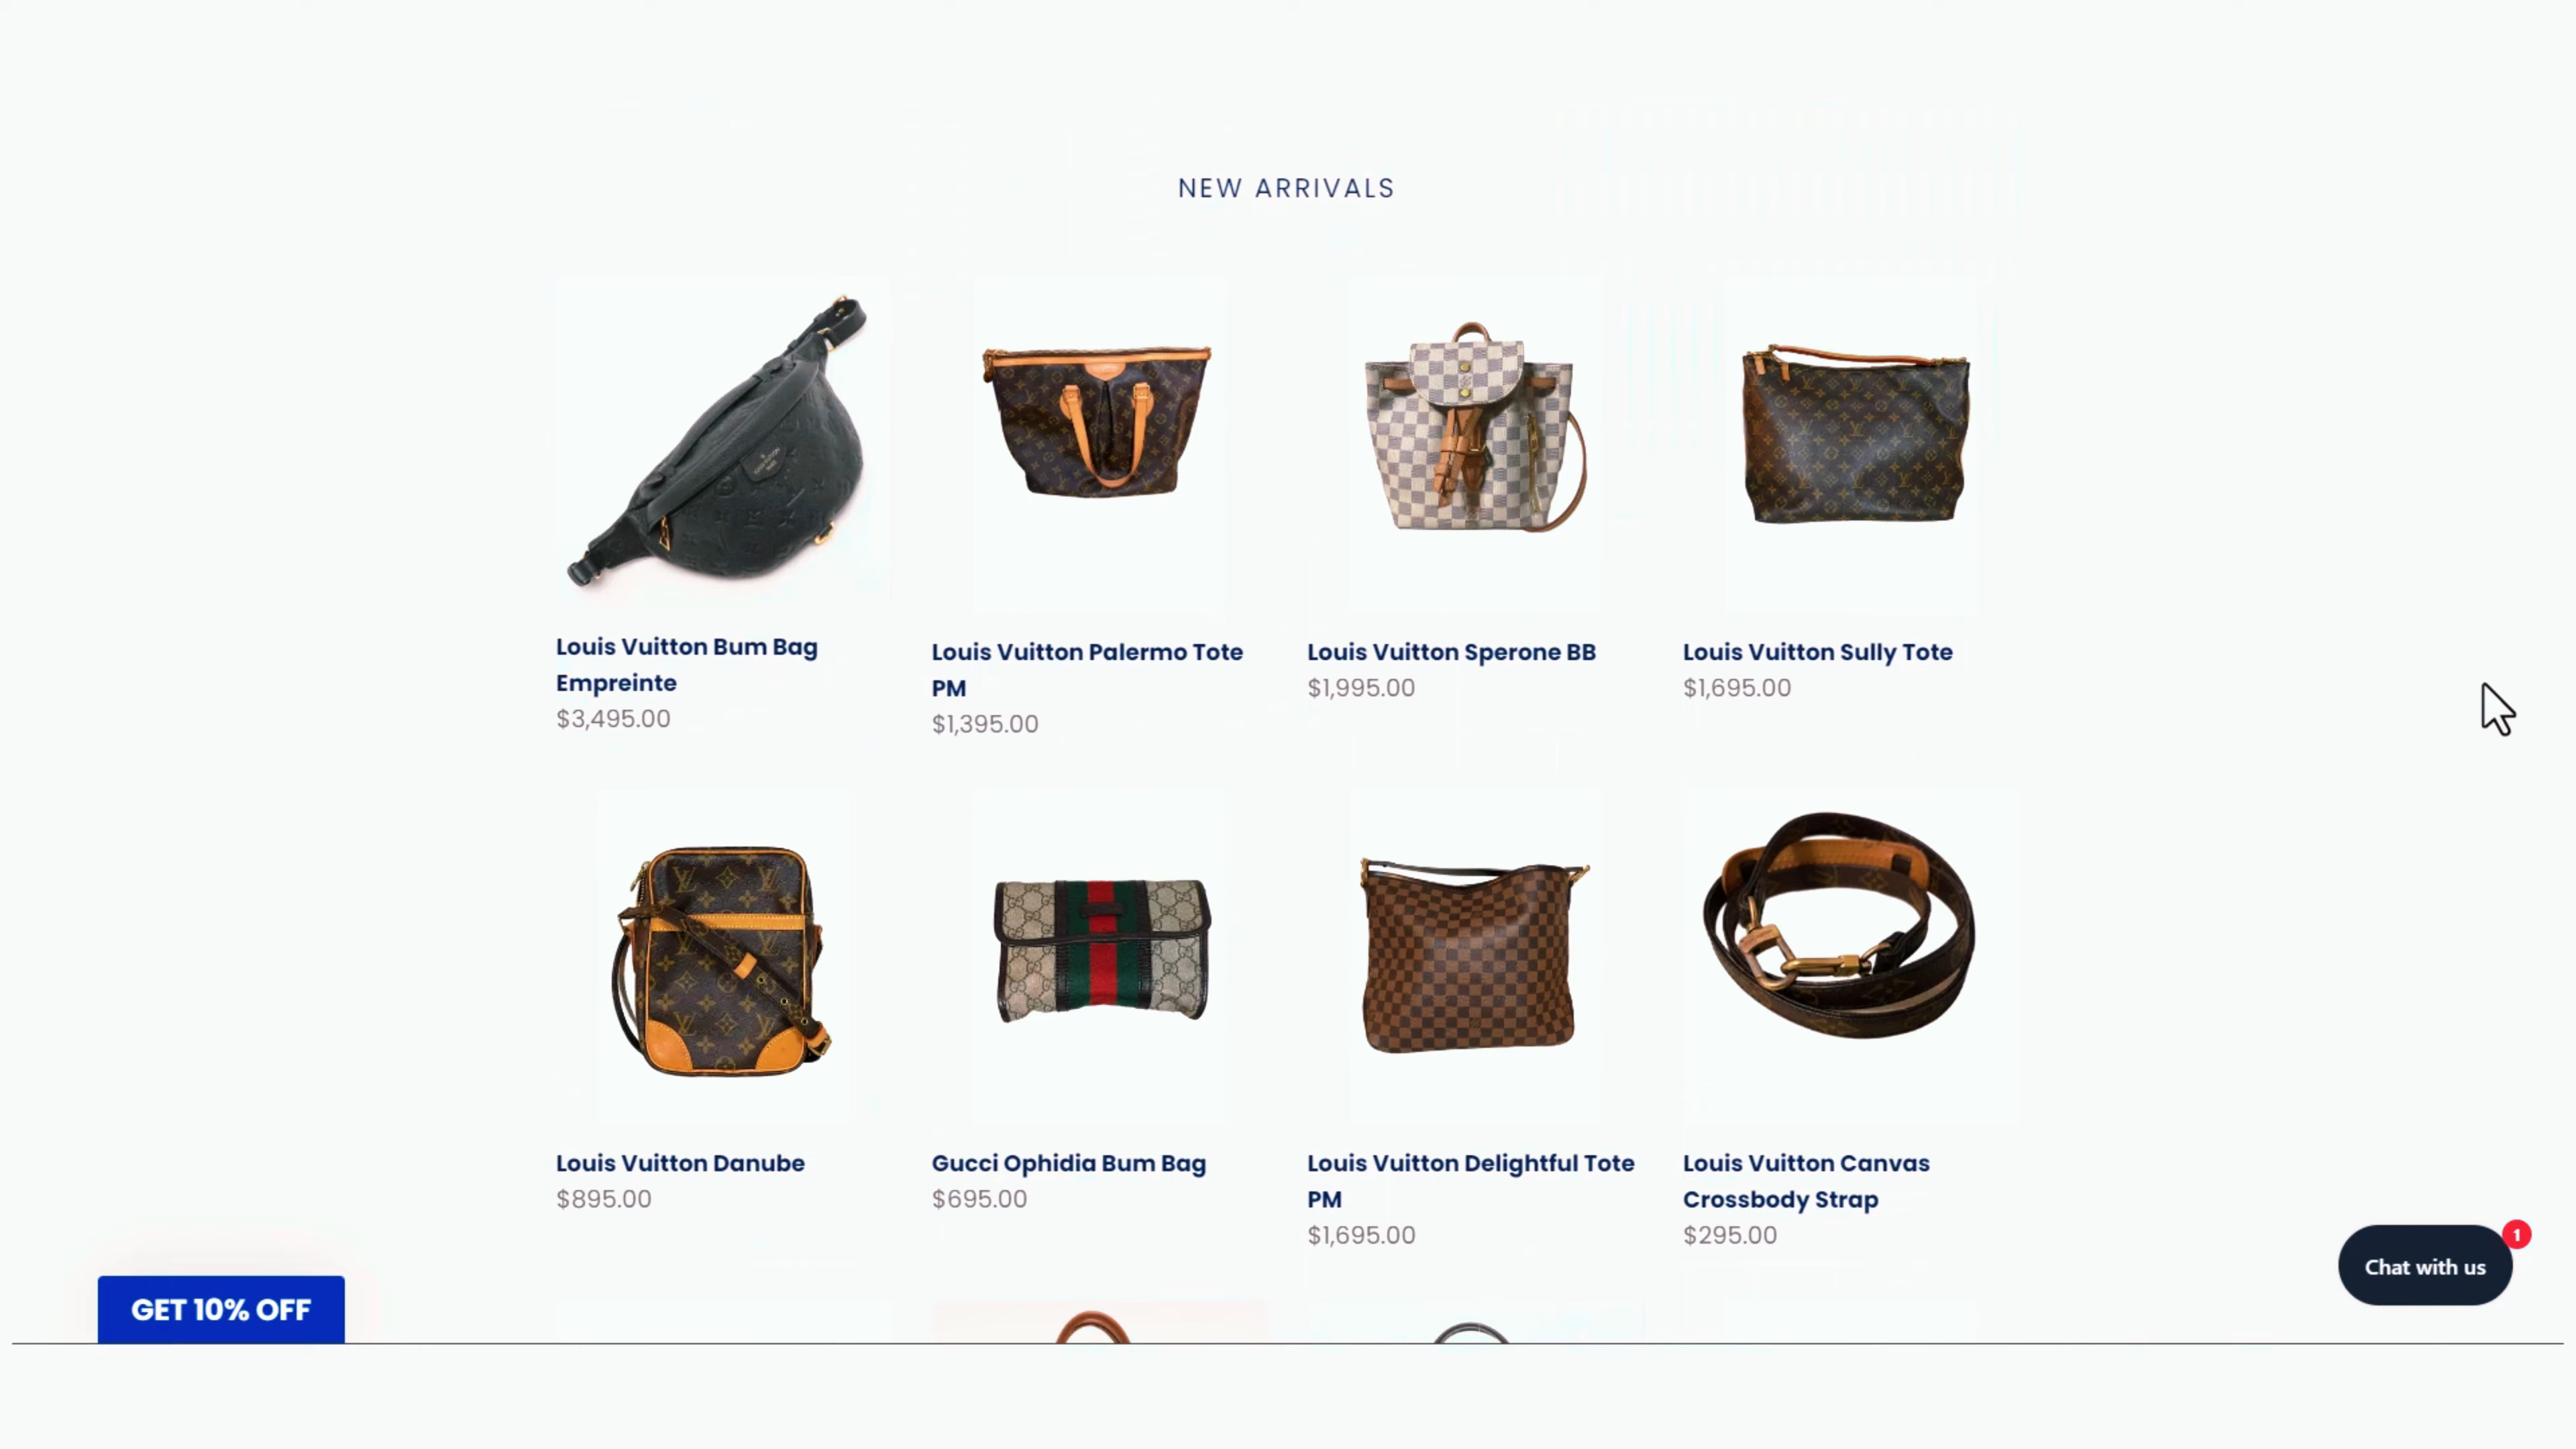 NEW ARRIVALS
Louis Vuitton Bum Bag
Empreinte
$3,495.00
Louis Vuitton Palermo Tote
PM
$1,395.00
Louis Vuitton Sperone BB
$1,995.00
Louis Vuitton Sully Tote
$1,695.00
Louis Vuitton Danube
$895.00
Gucci Ophidia Bum Bag
$695.00
Louis Vuitton Delightful Tote
PM
$1,695.00
Louis Vuitton Canvas
Crossbody Strap
$295.00
GET 10% OFF
Chat with us
1